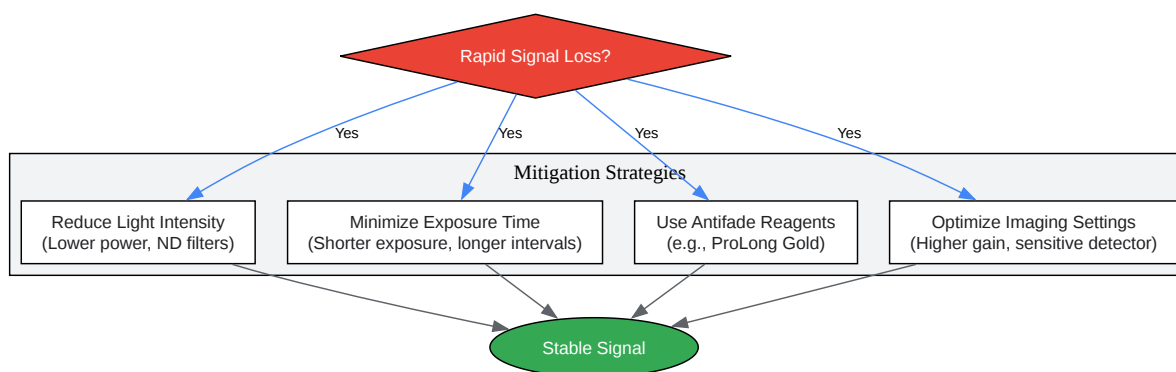 Rapid Signal Loss?
Yes
Yes
Yes
Yes
Mitigation Strategies
Reduce Light Intensity
(Lower power, ND filters)
Minimize Exposure Time
(Shorter exposure, longer intervals)
Use Antifade Reagents
(e.g., ProLong Gold)
Optimize Imaging Settings
(Higher gain, sensitive detector)
Stable Signal